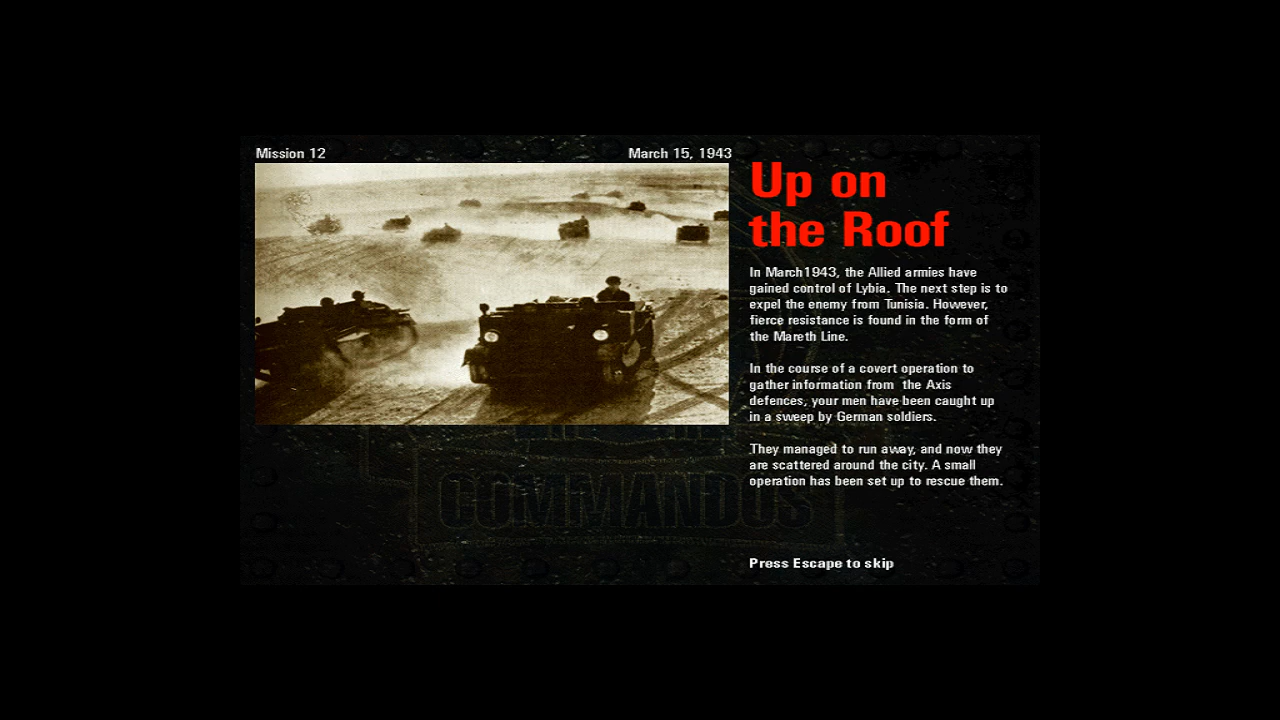 Mission 12
March 15, 1943
Up on
the Roof
In March1943, the Allied armies have
gained control of Lybia. The next step is to
expel the enemy from Tunisia. However,
fierce resistance is found in the form of
the Mareth Line.
In the course of a covert operation to
gather information from the Axis
defences, your men have been caught up
in a sweep by German soldiers.
They managed to run away, and now they
are scattered around the city. A small
operation has been set up to rescue them.
COMMANDOS
Press Escape to skip